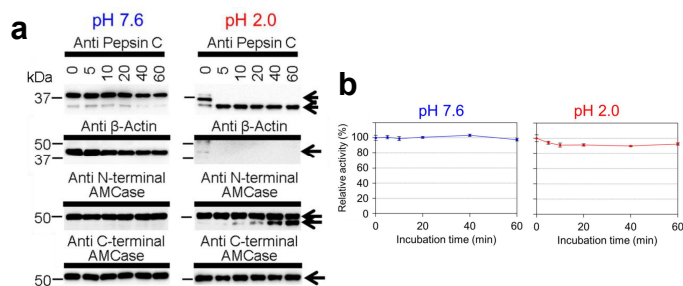 a
pH 7.6
pH 2.0
Anti Pepsin C
Anti Pepsin C
kDa
0 5 10 20 40 60
0 5 10 20 40 60
37
Anti β-Actin
Anti β-Actin
50
37
Anti N-terminal
AMCase
Anti N-terminal
AMCase
50
Anti C-terminal
AMCase
Anti C-terminal
AMCase
50
b
pH 7.6
pH 2.0
Relative activity (%)
100
80
60
40
20
0
0 20 40 60
0 20 40 60
Incubation time (min)
Incubation time (min)